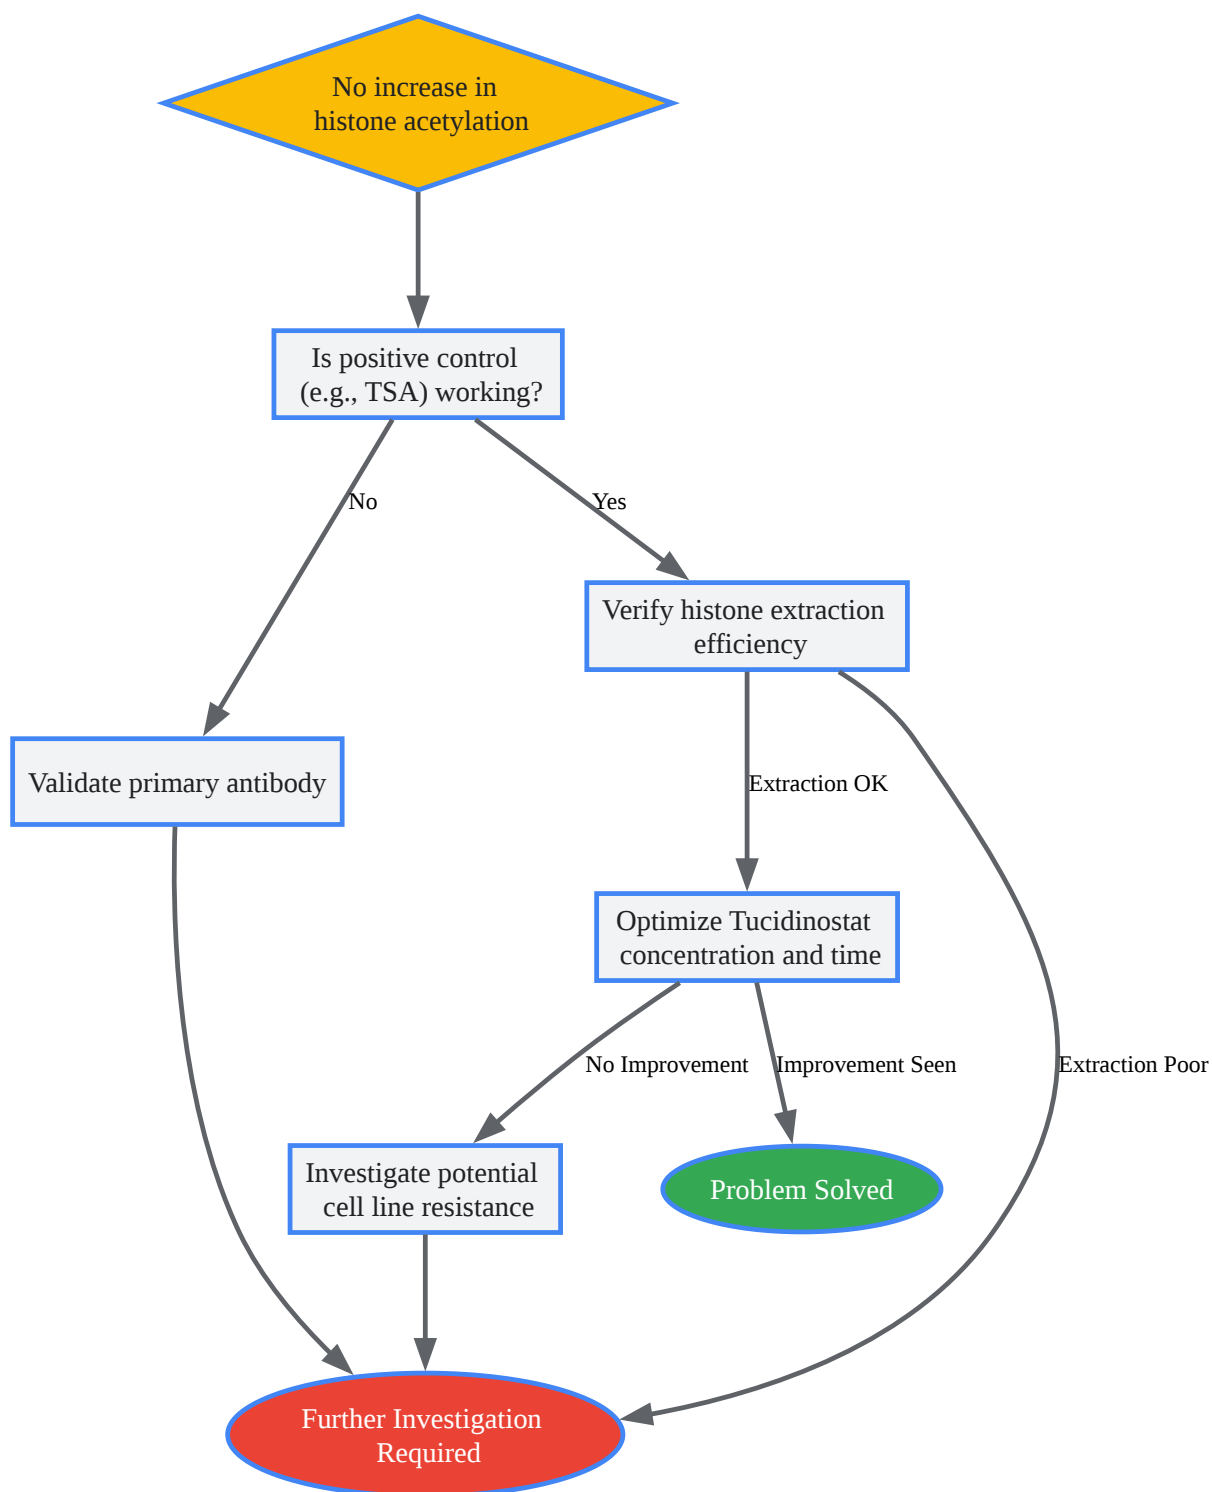 No increase in
histone acetylation
Is positive control
(e.g., TSA) working?
No
Yes
Verify histone extraction
efficiency
Validate primary antibody
Extraction OK
Optimize Tucidinostat
concentration and time
No Improvement
Improvement Seen
Extraction Poor
Investigate potential
cell line resistance
Problem Solved
Further Investigation
Required